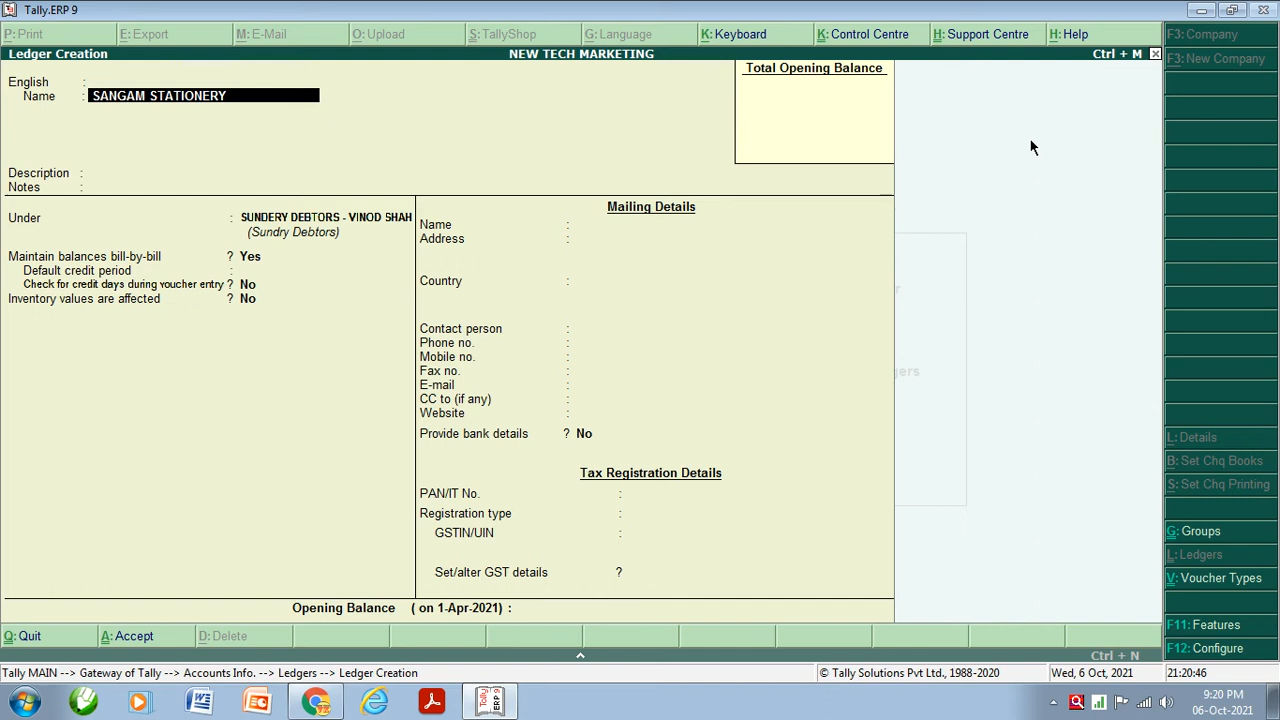 Tally.ERP 9
P: Print E: Export M: E-Mail O: Upload S: TallyShop G: Language K: Keyboard K: Control Centre H: Support Centre H: Help F3: Company
Ledger Creation NEW TECH MARKETING Ctrl + M
F3: New Company
English :
Name : SANGAM STATIONERY
Total Opening Balance
Description :
Notes :
Under : SUNDERY DEBTORS - VINOD SHAH
(Sundry Debtors)
Maintain balances bill-by-bill ? Yes
Default credit period :
Check for credit days during voucher entry ? No
Inventory values are affected ? No
Mailing Details
Name :
Address :
Country :
Contact person :
Phone no. :
Mobile no. :
Fax no. :
E-mail :
CC to (if any) :
Website :
Provide bank details ? No
Tax Registration Details
PAN/IT No. :
Registration type :
GSTIN/UIN :
Set/alter GST details ?
Opening Balance ( on 1-Apr-2021) :
L: Details
B: Set Chq Books
S: Set Chq Printing
G: Groups
L: Ledgers
V: Voucher Types
F11: Features
F12: Configure
Q: Quit A: Accept D: Delete
Ctrl + N
Tally MAIN --> Gateway of Tally --> Accounts Info. --> Ledgers --> Ledger Creation © Tally Solutions Pvt Ltd., 1988-2020 Wed, 6 Oct, 2021 21:20:46
9:20 PM
06-Oct-2021